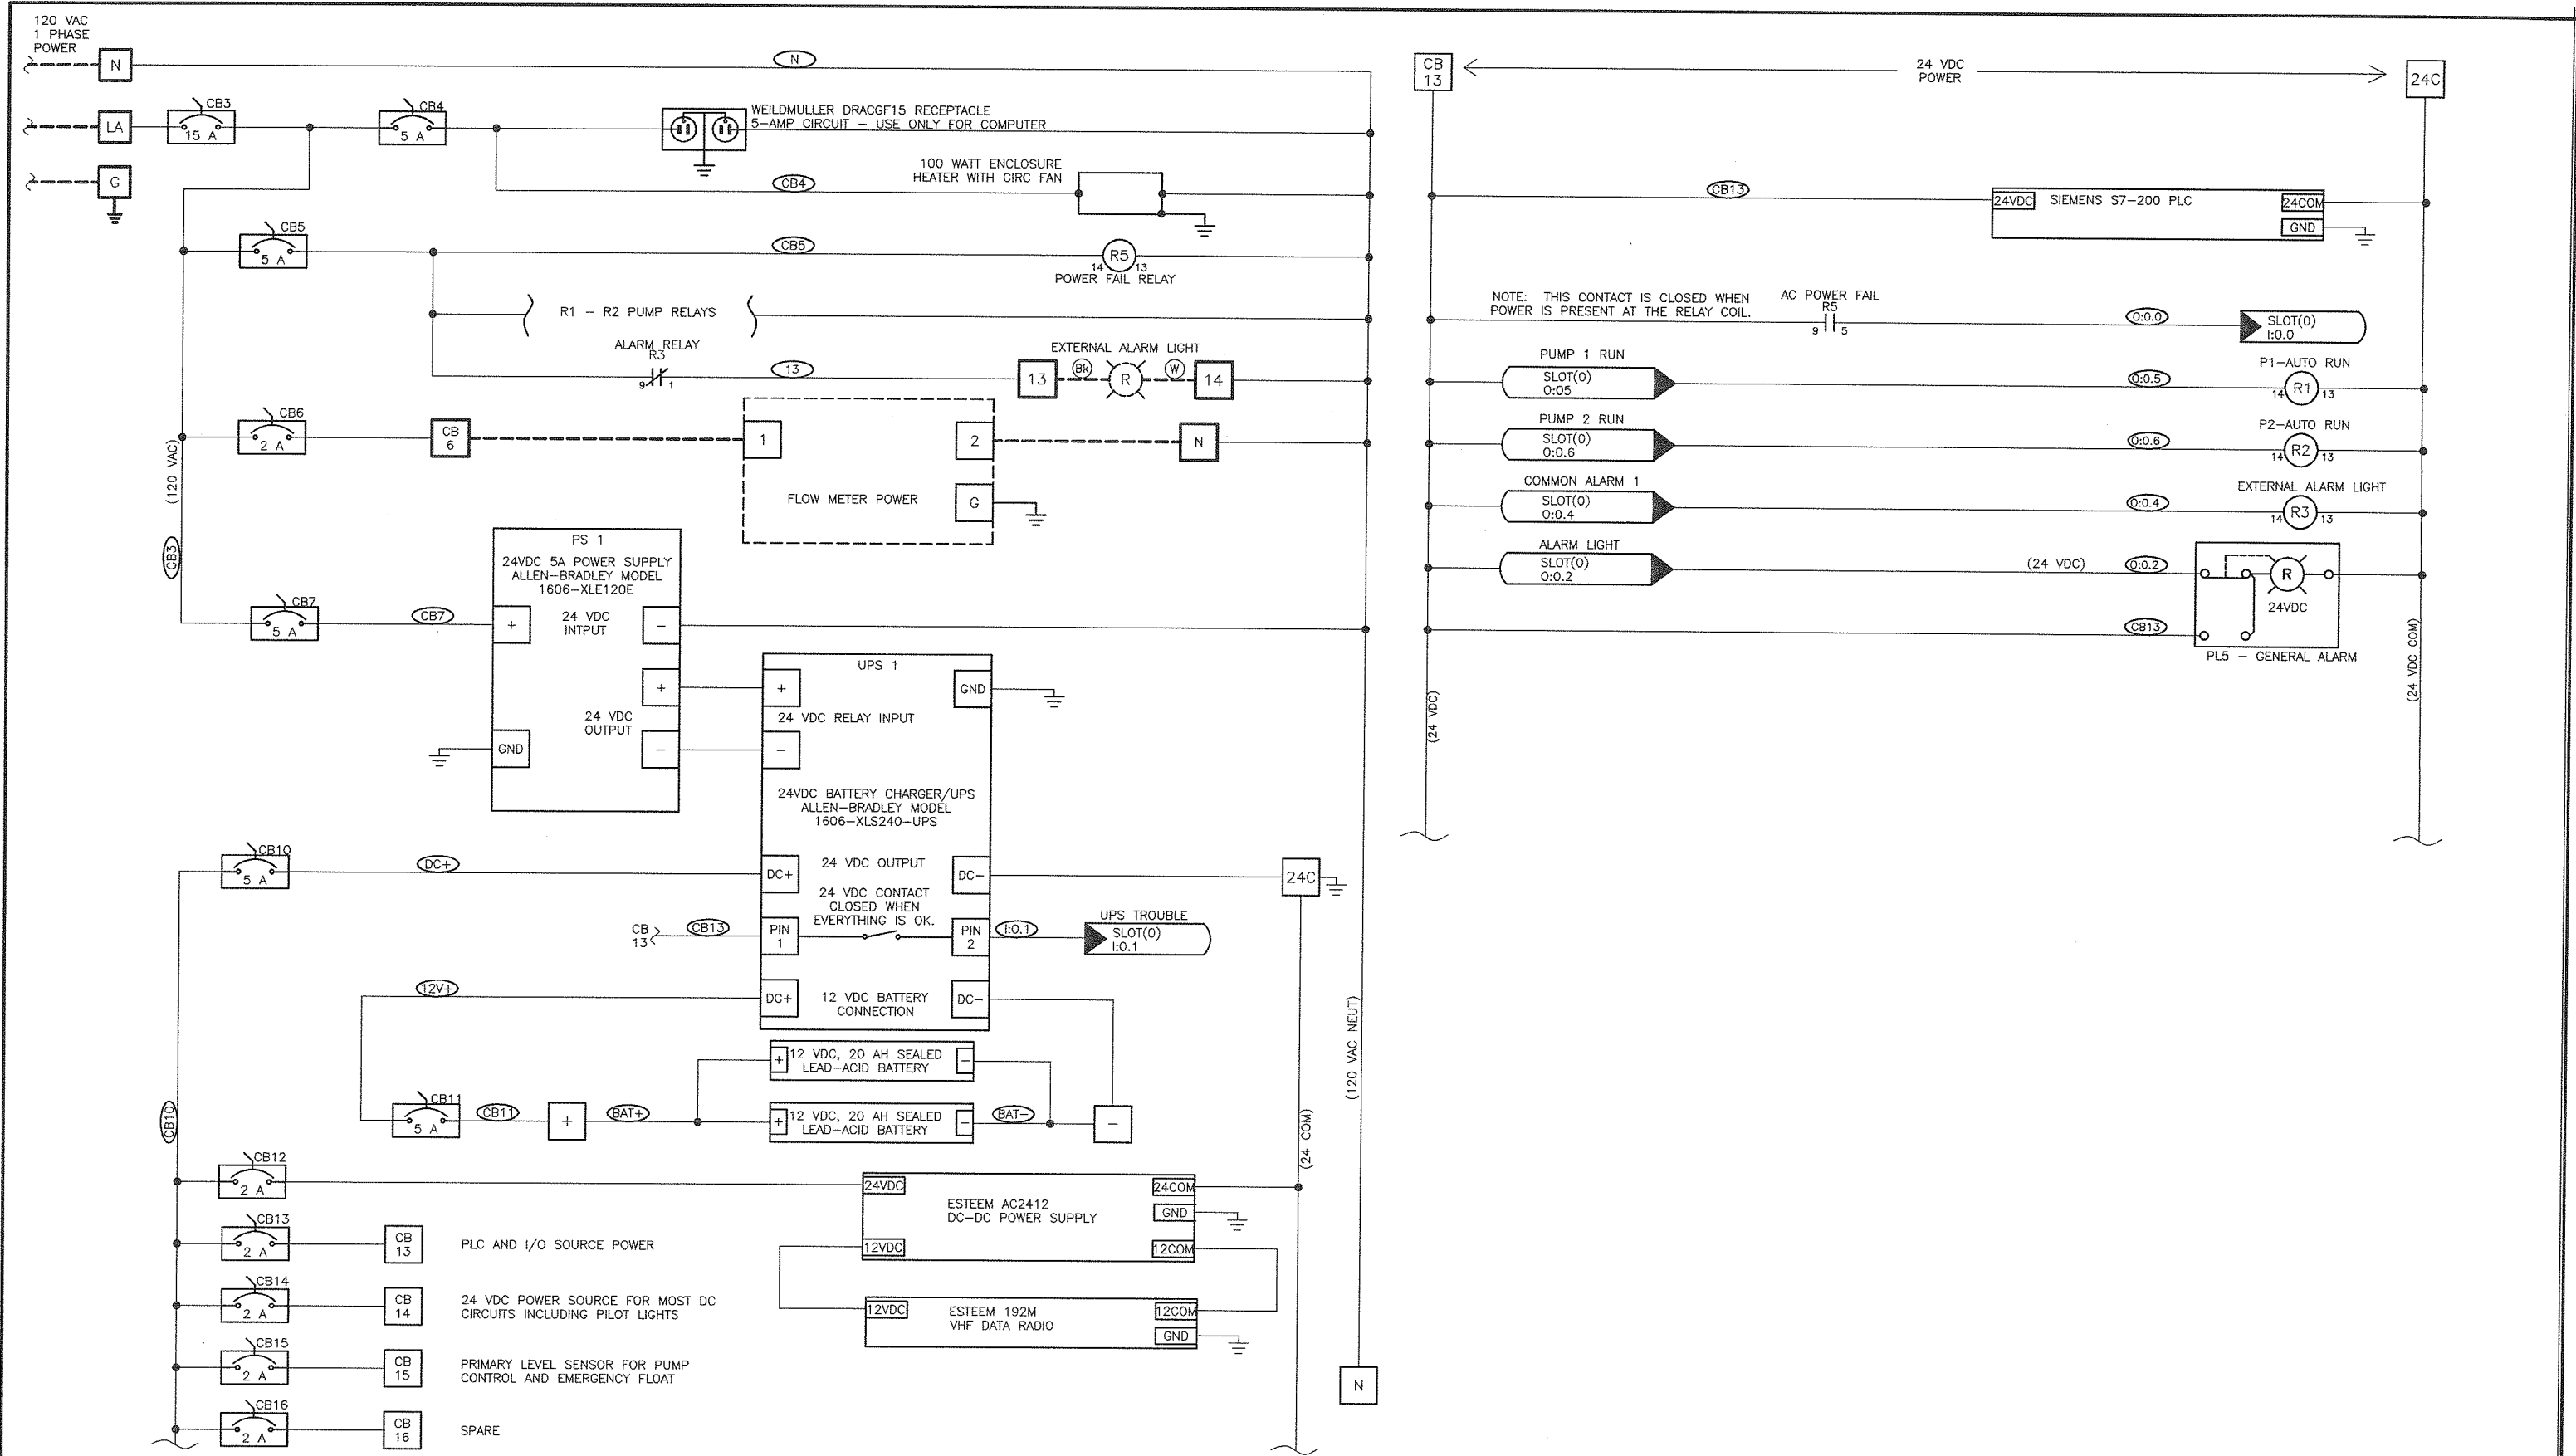 120 VAC
1 PHASE
POWER
N
N
LA
CB3
15 A
CB4
5 A
WEILDMULLER DRACGF15 RECEPTACLE
5-AMP CIRCUIT – USE ONLY FOR COMPUTER
G
100 WATT ENCLOSURE
HEATER WITH CIRC FAN
CB4
CB5
5 A
CB5
R5
14 13
POWER FAIL RELAY
R1 – R2 PUMP RELAYS
ALARM RELAY
R3
9 1
13
EXTERNAL ALARM LIGHT
13
Bk
R
W
14
CB6
2 A
CB
6
1
2
N
FLOW METER POWER
G
(120 VAC)
CB3
PS 1
24VDC 5A POWER SUPPLY
ALLEN-BRADLEY MODEL
1606-XLE120E
CB7
5 A
CB7
+
24 VDC
INTPUT
–
+
24 VDC
OUTPUT
GND
–
UPS 1
+
GND
24 VDC RELAY INPUT
–
24VDC BATTERY CHARGER/UPS
ALLEN-BRADLEY MODEL
1606-XLS240-UPS
CB10
5 A
DC+
DC+
24 VDC OUTPUT
DC-
24C
24 VDC CONTACT
CLOSED WHEN
EVERYTHING IS OK.
CB
13
CB13
PIN
1
PIN
2
I:0.1
UPS TROUBLE
SLOT(0)
I:0.1
12V+
DC+
12 VDC BATTERY
CONNECTION
DC-
+
12 VDC, 20 AH SEALED
LEAD-ACID BATTERY
–
CB11
5 A
CB11
+
BAT+
+
12 VDC, 20 AH SEALED
LEAD-ACID BATTERY
–
BAT-
–
CB10
(24 COM)
(120 VAC NEUT)
CB12
2 A
24VDC
ESTEEM AC2412
DC-DC POWER SUPPLY
24COM
GND
12VDC
12COM
CB13
2 A
CB
13
PLC AND I/O SOURCE POWER
CB14
2 A
CB
14
24 VDC POWER SOURCE FOR MOST DC
CIRCUITS INCLUDING PILOT LIGHTS
12VDC
ESTEEM 192M
VHF DATA RADIO
12COM
GND
CB15
2 A
CB
15
PRIMARY LEVEL SENSOR FOR PUMP
CONTROL AND EMERGENCY FLOAT
N
CB16
2 A
CB
16
SPARE
CB
13
24 VDC
POWER
24C
CB13
24VDC
SIEMENS S7-200 PLC
24COM
GND
NOTE: THIS CONTACT IS CLOSED WHEN
POWER IS PRESENT AT THE RELAY COIL.
AC POWER FAIL
R5
9 5
0:0.0
SLOT(0)
I:0.0
PUMP 1 RUN
SLOT(0)
0:05
0:0.5
P1-AUTO RUN
14 R1 13
PUMP 2 RUN
SLOT(0)
0:0.6
0:0.6
P2-AUTO RUN
14 R2 13
COMMON ALARM 1
SLOT(0)
0:0.4
0:0.4
EXTERNAL ALARM LIGHT
14 R3 13
ALARM LIGHT
SLOT(0)
0:0.2
(24 VDC)
0:0.2
R
24VDC
CB13
PL5 – GENERAL ALARM
(24 VDC)
(24 VDC COM)